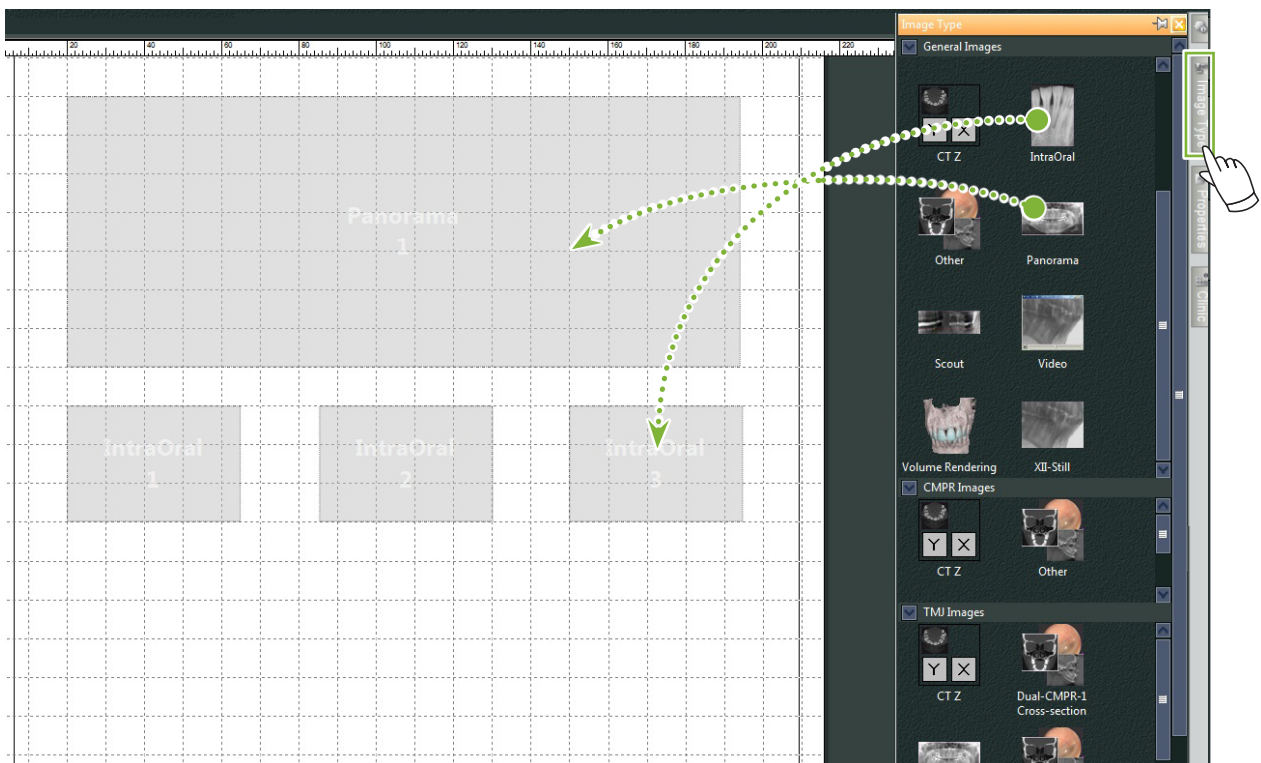 Image Type
20 40 60 80 100 120 140 160 180 200 220
General Images
Y X
CT Z
IntraOral
Other
Panorama
Scout
Video
Volume Rendering
XII-Still
CMPR Images
Y X
CT Z
Other
TMJ Images
Y X
CT Z
Dual-CMPR-1
Cross-section
Image Type
Properties
Clinic
Panorama
1
IntraOral
1
IntraOral
2
IntraOral
3